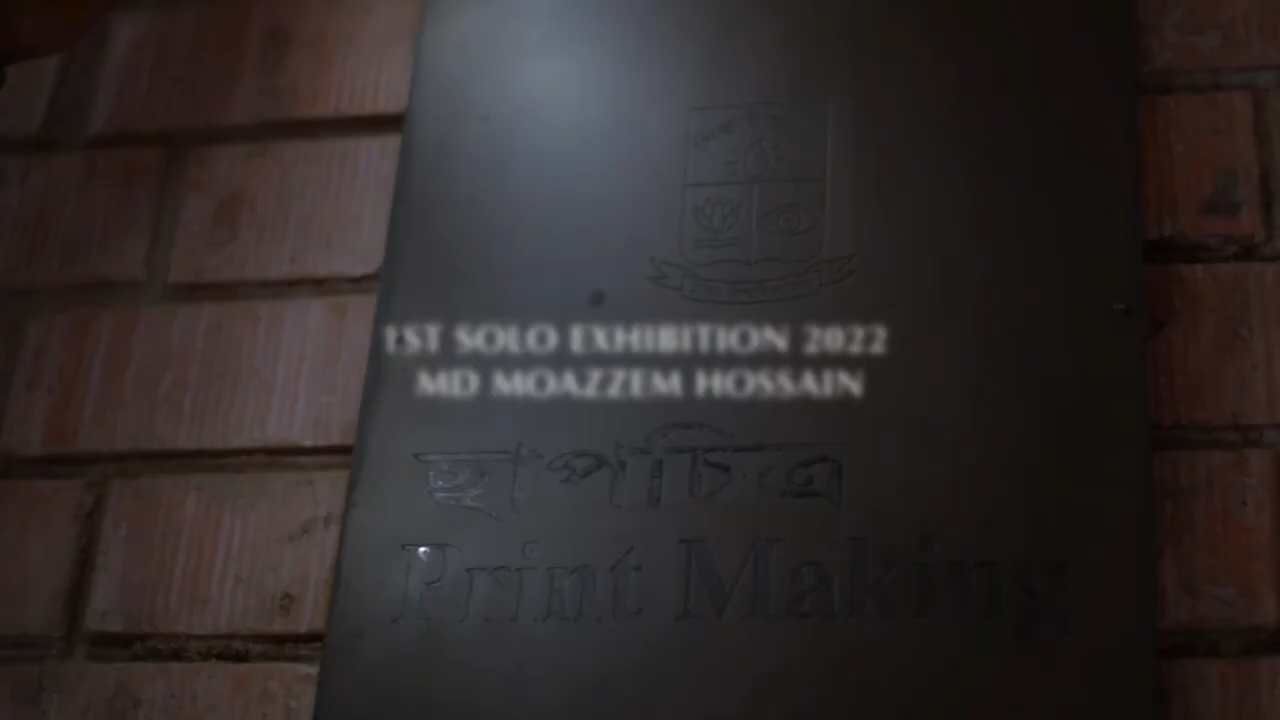 1ST SOLO EXHIBITION 2022
MD MOAZZEM HOSSAIN
ছাপচিত্র
Print Making